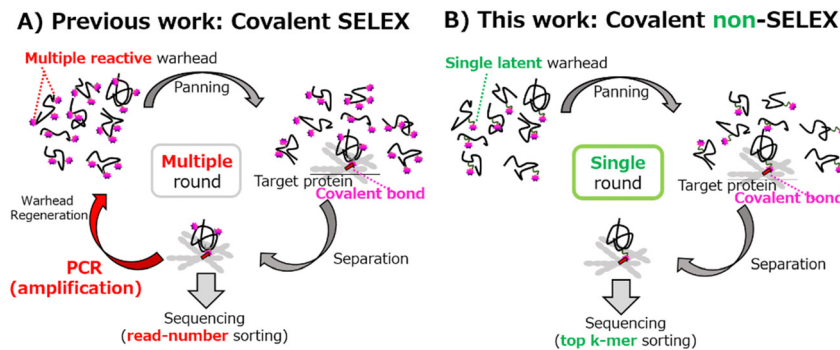 A) Previous work: Covalent SELEX
Multiple reactive warhead
Panning
Multiple
round
Target protein
Covalent bond
Warhead
Regeneration
PCR
(amplification)
Separation
Sequencing
(read-number sorting)
B) This work: Covalent non-SELEX
Single latent warhead
Panning
Single
round
Target protein
Covalent bond
Separation
Sequencing
(top k-mer sorting)